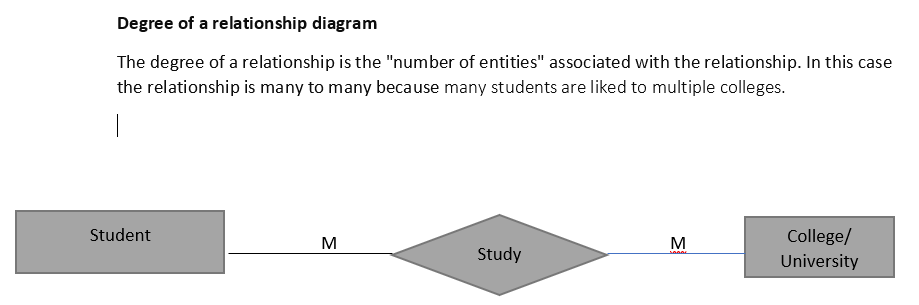 Degree of a relationship diagram
The degree of a relationship is the "number of entities" associated with the relationship. In this case
the relationship is many to many because many students are liked to multiple colleges.
Student
M
Study
M
College/
University